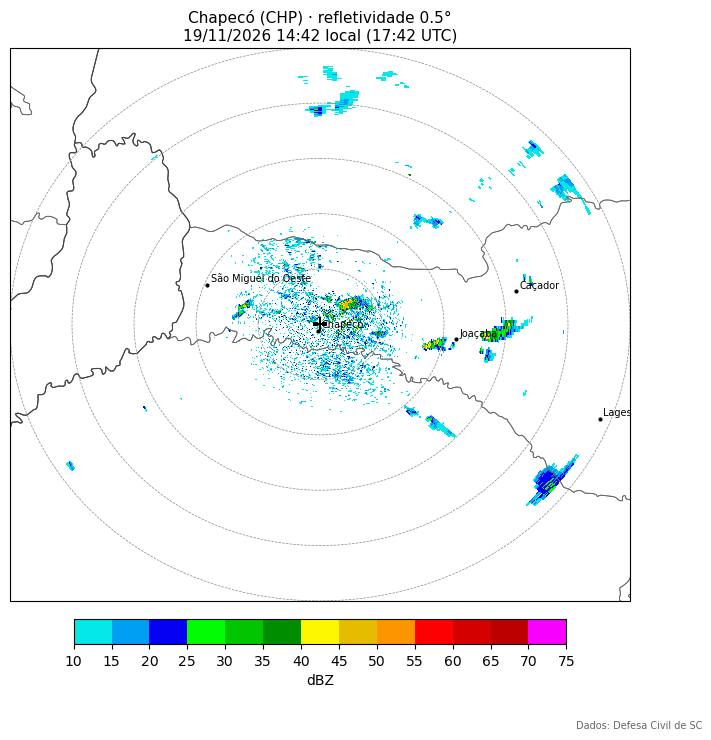 Chapecó (CHP) · refletividade 0.5°
19/11/2026 14:42 local (17:42 UTC)
São Miguel do Oeste
Caçador
Chapecó
Joaçaba
Lages
10 15 20 25 30 35 40 45 50 55 60 65 70 75
dBZ
Dados: Defesa Civil de SC